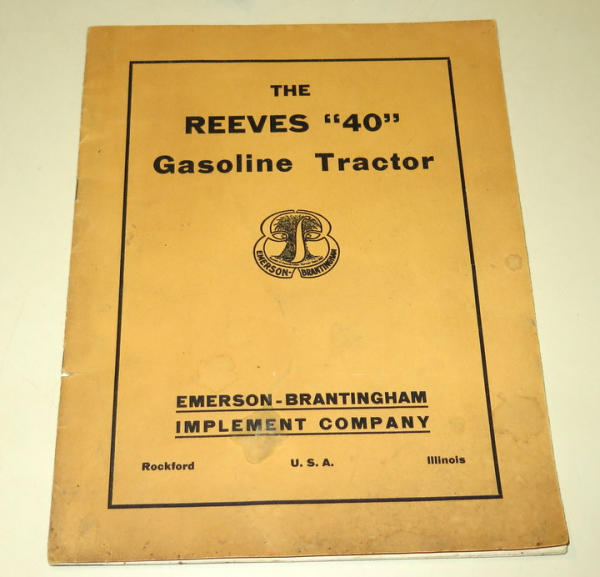 THE
REEVES “40”
Gasoline Tractor
EMERSON-BRANTINGHAM
EMERSON-BRANTINGHAM
IMPLEMENT COMPANY
Rockford U. S. A. Illinois